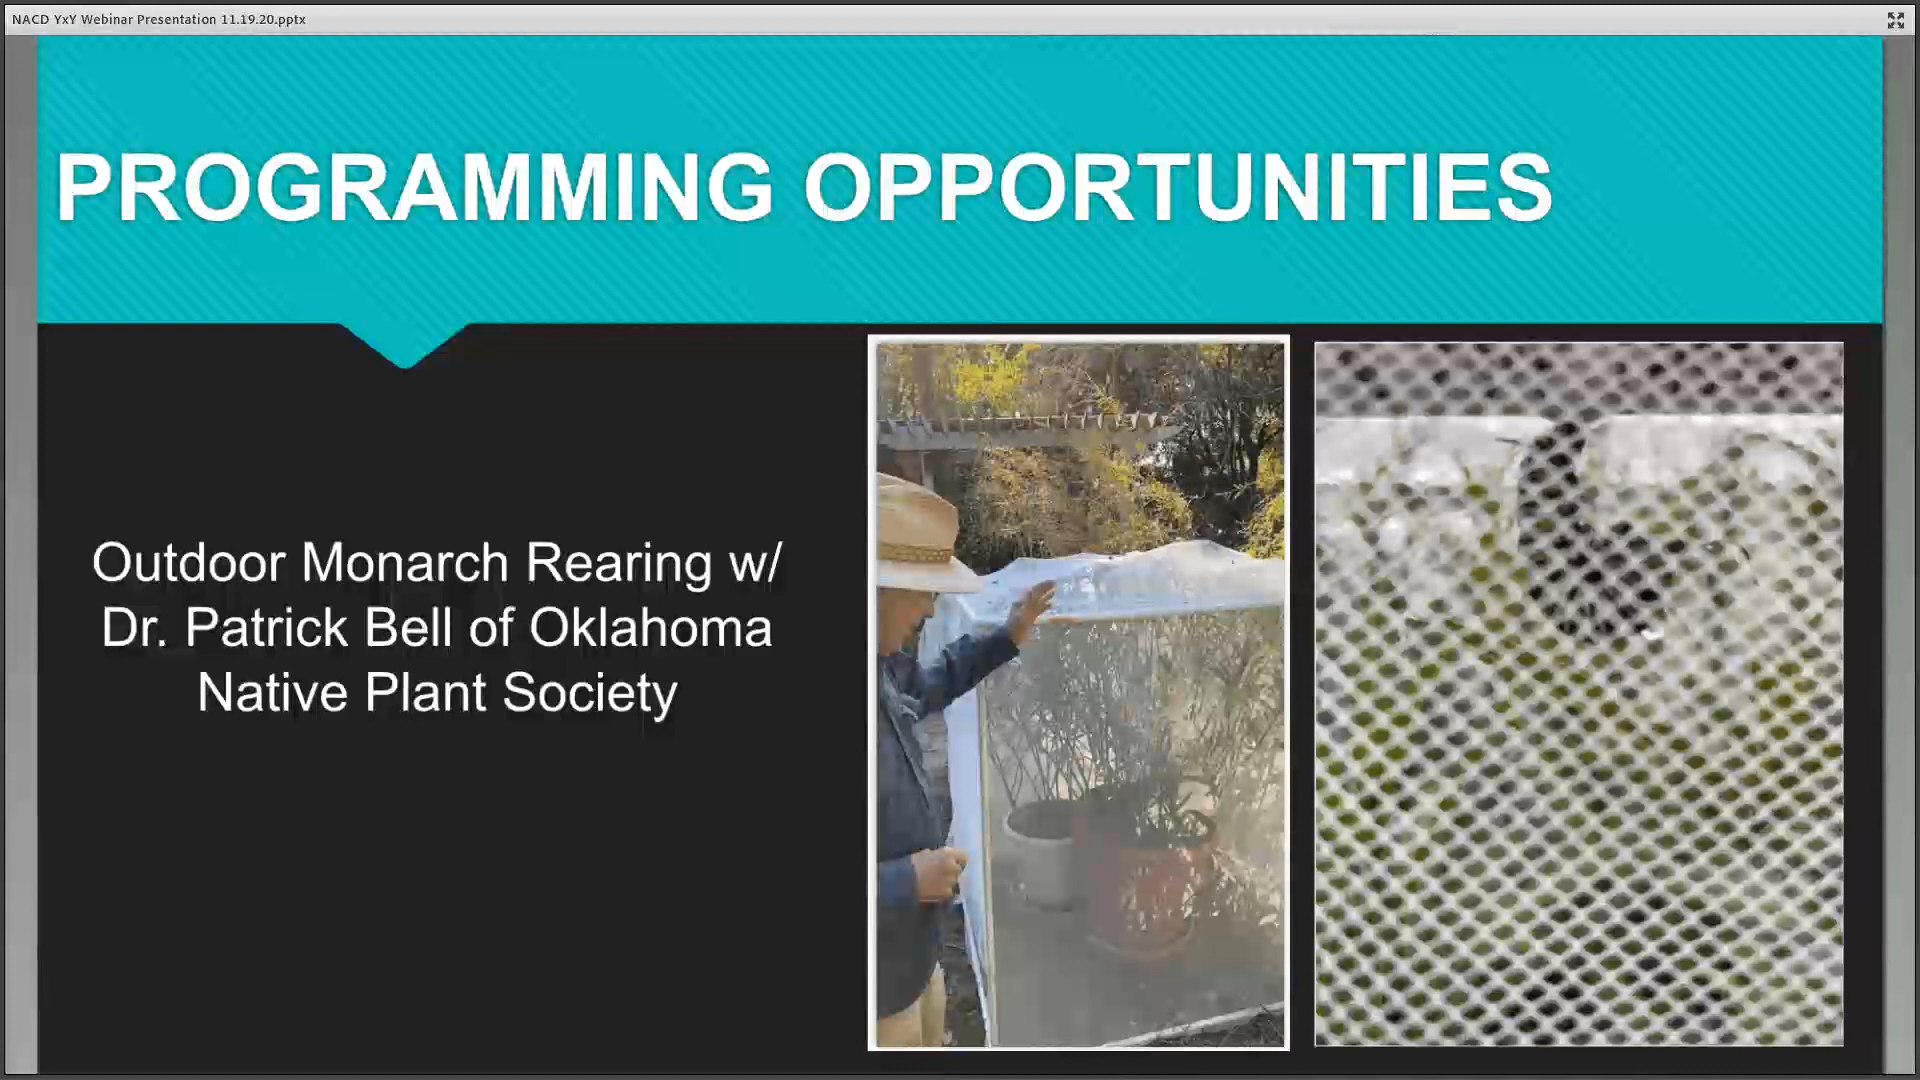 NACD YxY Webinar Presentation 11.19.20.pptx
PROGRAMMING OPPORTUNITIES
Outdoor Monarch Rearing w/
Dr. Patrick Bell of Oklahoma
Native Plant Society